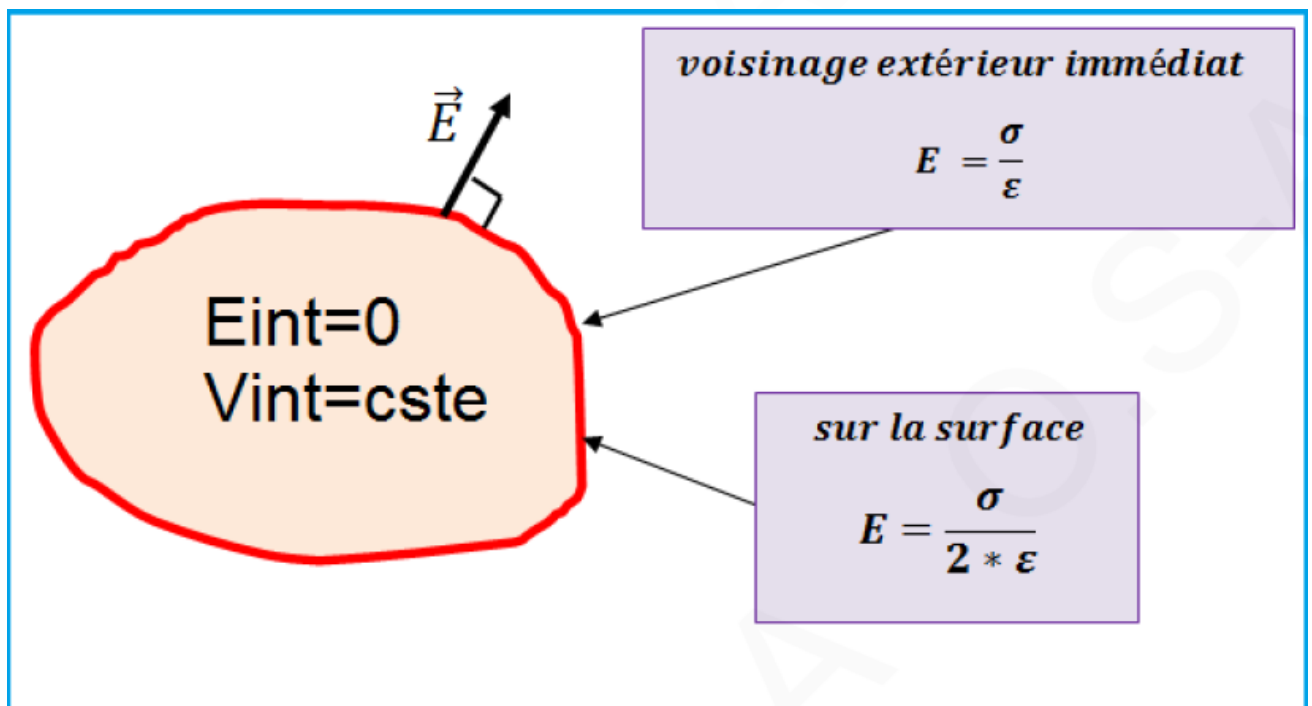 voisinage extérieur immédiat
E = σ/ε
E⃗
Eint=0
Vint=cste
sur la surface
E = σ/(2 * ε)